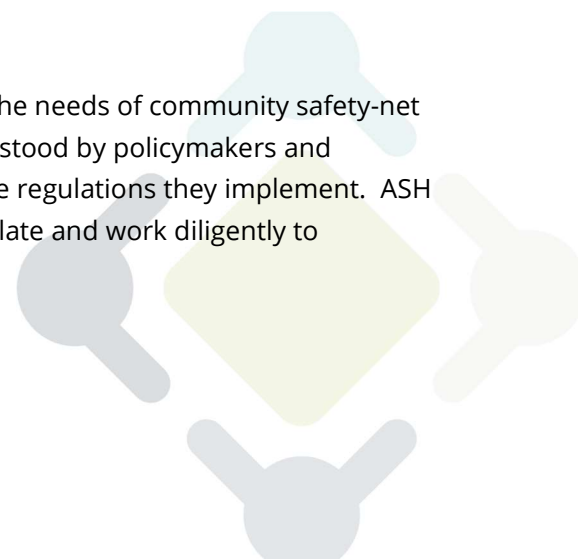 he needs of community safety-net
stood by policymakers and
e regulations they implement.  ASH
late and work diligently to